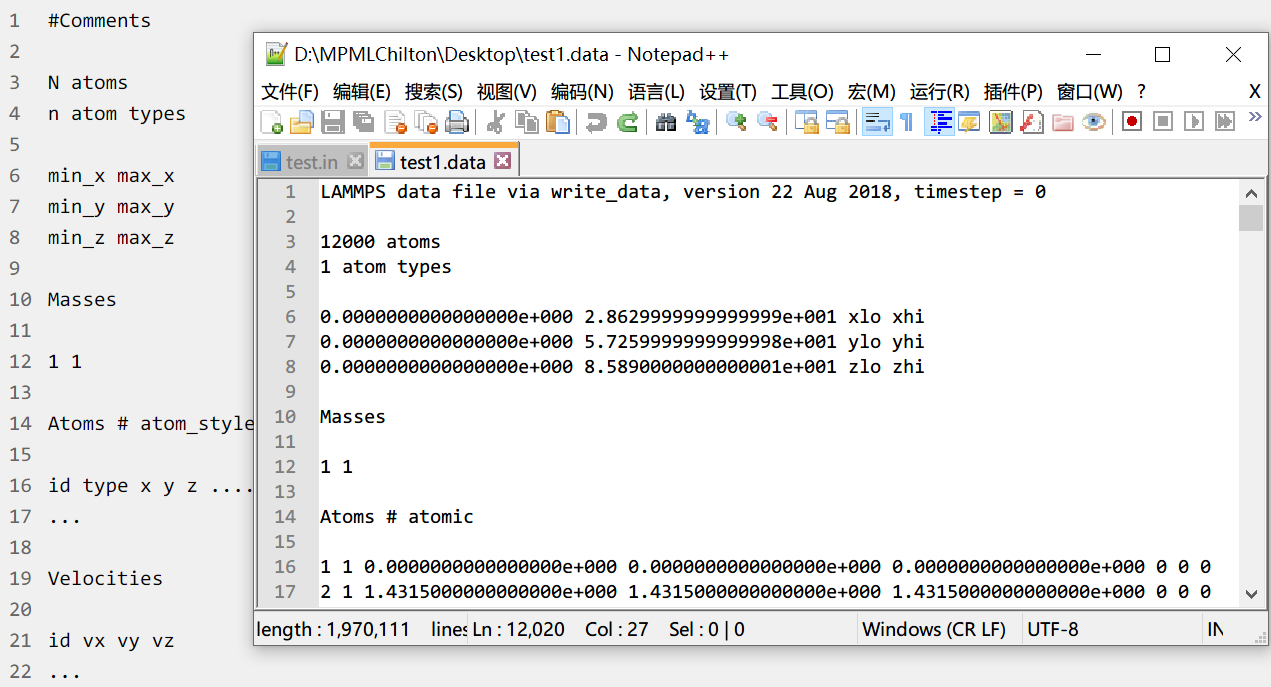 1 #Comments
2
3 N atoms
4 n atom types
5
6 min_x max_x
7 min_y max_y
8 min_z max_z
9
10 Masses
11
12 1 1
13
14 Atoms # atom_style
15
16 id type x y z ....
17 ...
18
19 Velocities
20
21 id vx vy vz
22 ...
D:\MPMLChilton\Desktop\test1.data - Notepad++
文件(F) 编辑(E) 搜索(S) 视图(V) 编码(N) 语言(L) 设置(T) 工具(O) 宏(M) 运行(R) 插件(P) 窗口(W) ? X
test.in test1.data
1 LAMMPS data file via write_data, version 22 Aug 2018, timestep = 0
2
3 12000 atoms
4 1 atom types
5
6 0.0000000000000000e+000 2.8629999999999999e+001 xlo xhi
7 0.0000000000000000e+000 5.7259999999999998e+001 ylo yhi
8 0.0000000000000000e+000 8.5890000000000001e+001 zlo zhi
9
10 Masses
11
12 1 1
13
14 Atoms # atomic
15
16 1 1 0.0000000000000000e+000 0.0000000000000000e+000 0.0000000000000000e+000 0 0 0
17 2 1 1.4315000000000000e+000 1.4315000000000000e+000 1.4315000000000000e+000 0 0 0
length : 1,970,111 lines Ln : 12,020 Col : 27 Sel : 0 | 0 Windows (CR LF) UTF-8 IN